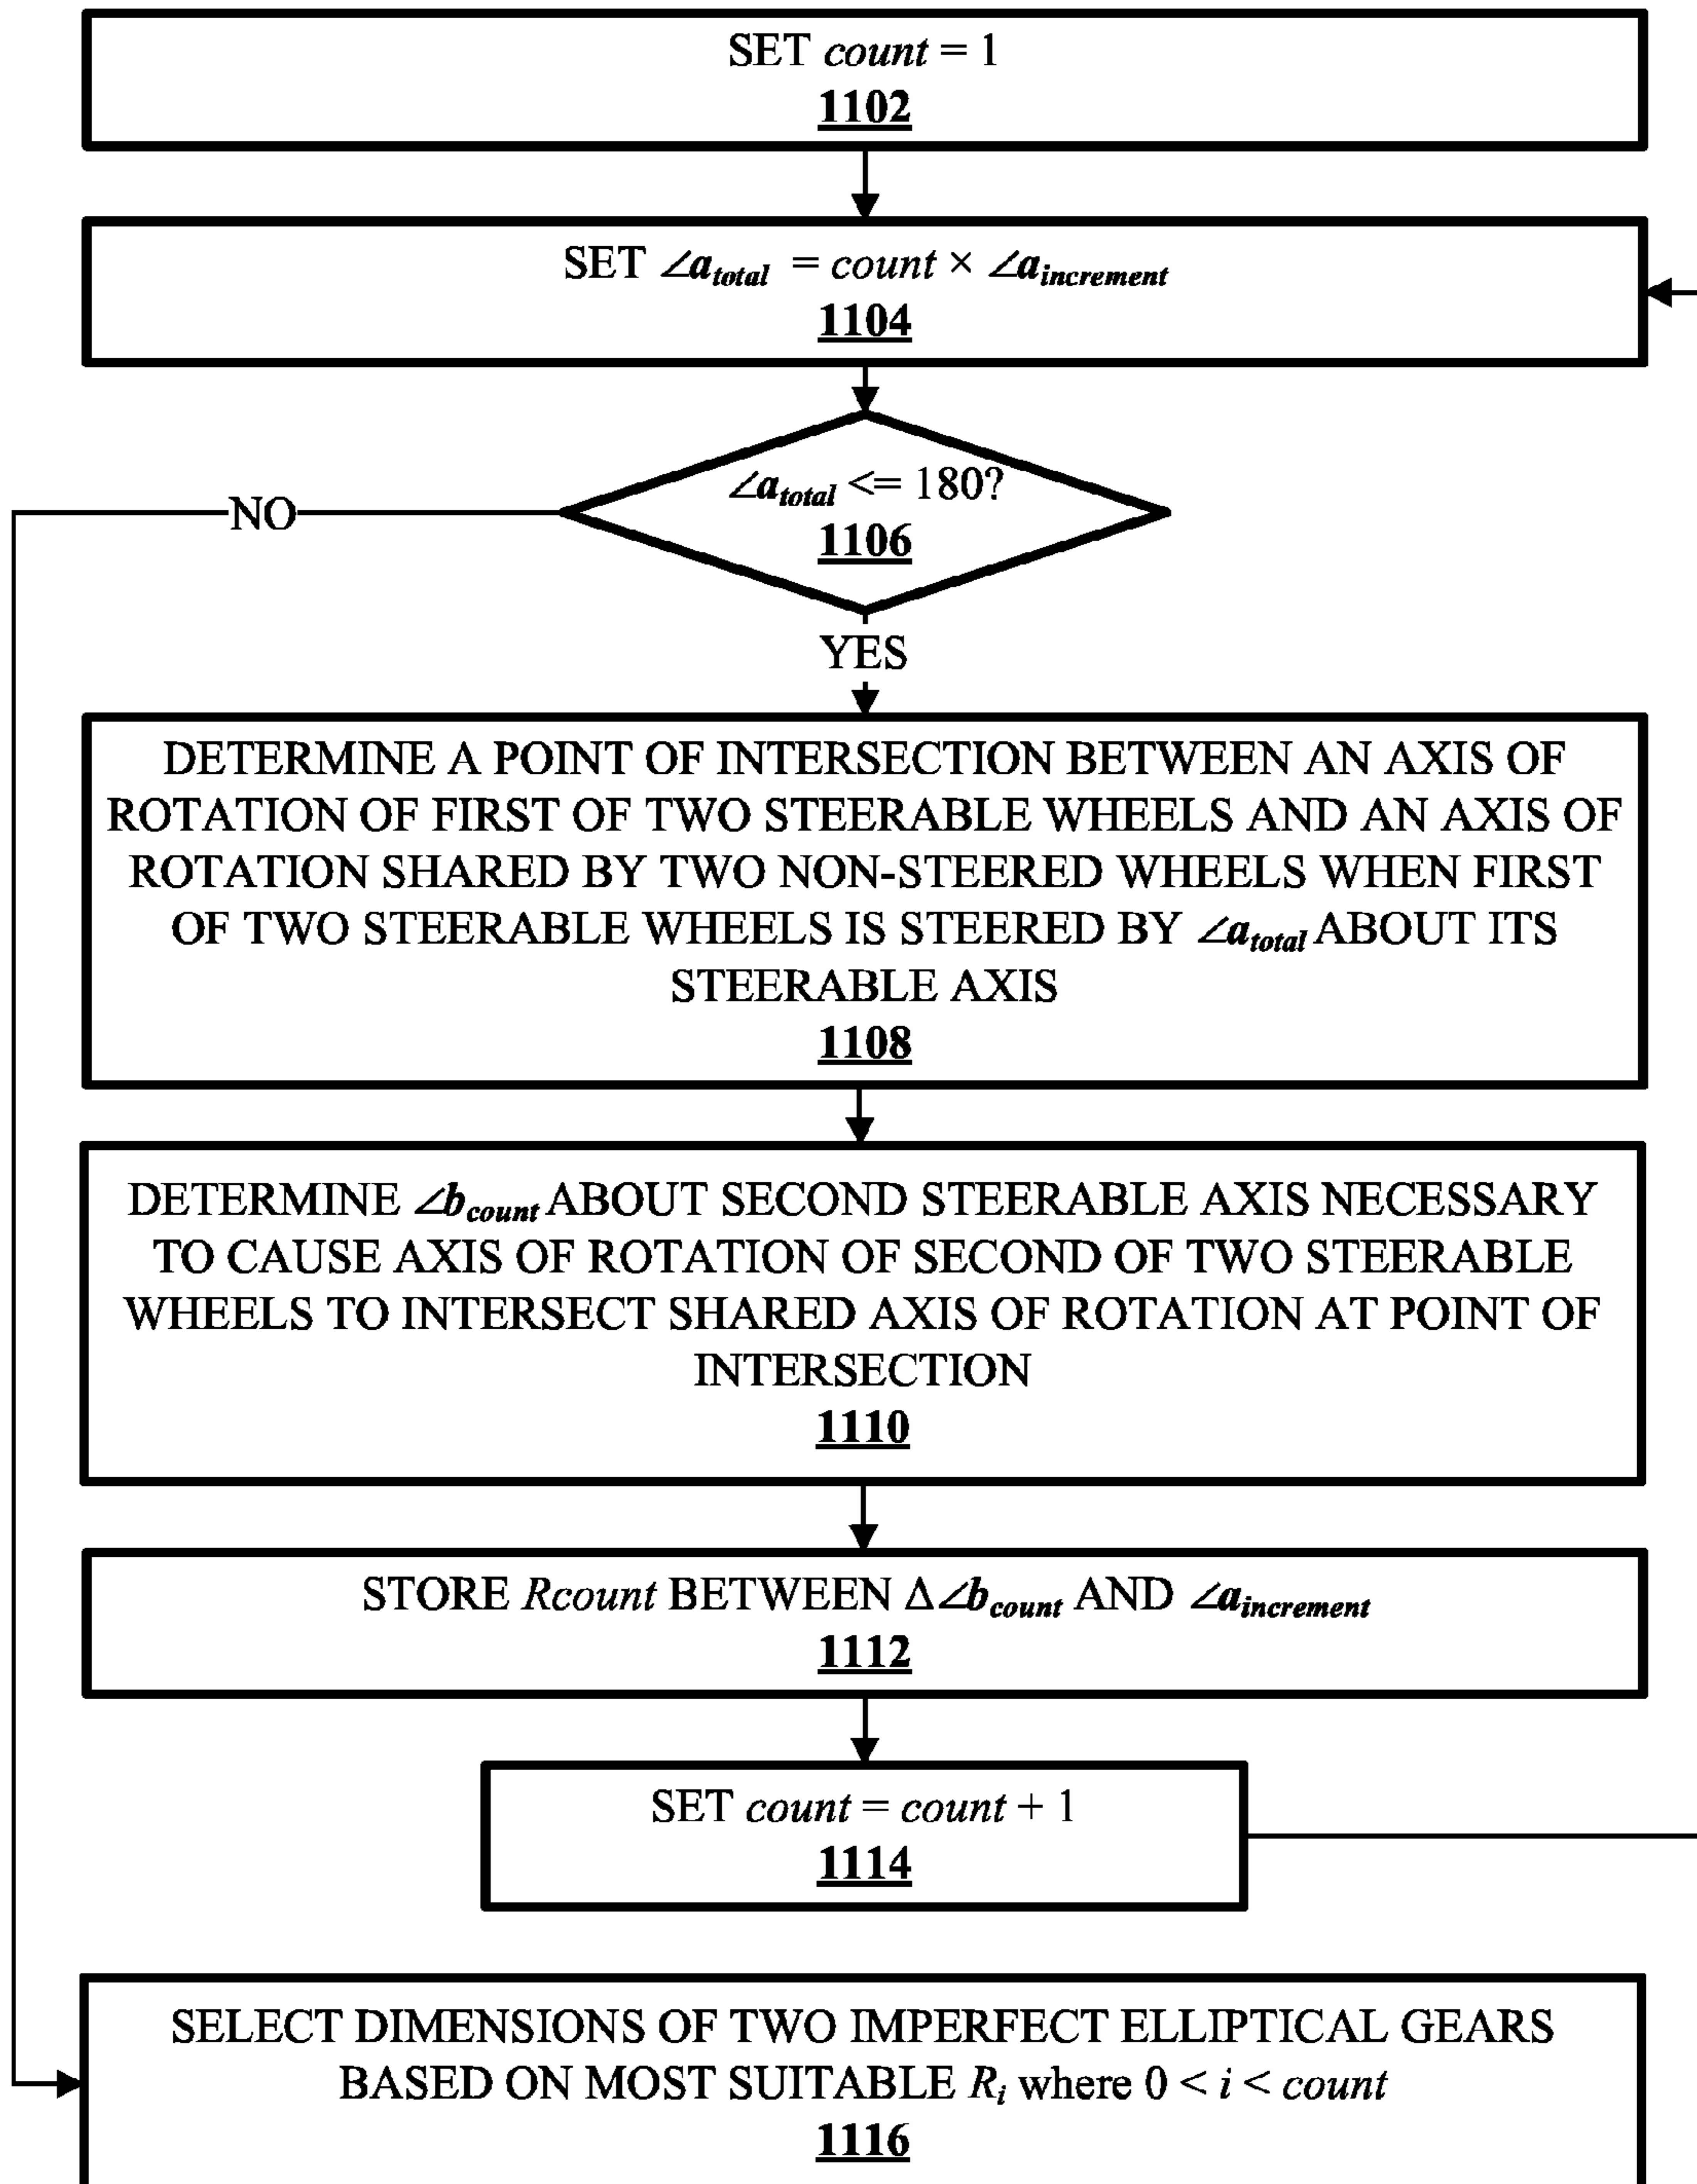 SET count = 1
1102
SET ∠a_total = count × ∠a_increment
1104
∠a_total <= 180?
1106
NO
YES
DETERMINE A POINT OF INTERSECTION BETWEEN AN AXIS OF
ROTATION OF FIRST OF TWO STEERABLE WHEELS AND AN AXIS OF
ROTATION SHARED BY TWO NON-STEERED WHEELS WHEN FIRST
OF TWO STEERABLE WHEELS IS STEERED BY ∠a_total ABOUT ITS
STEERABLE AXIS
1108
DETERMINE ∠b_count ABOUT SECOND STEERABLE AXIS NECESSARY
TO CAUSE AXIS OF ROTATION OF SECOND OF TWO STEERABLE
WHEELS TO INTERSECT SHARED AXIS OF ROTATION AT POINT OF
INTERSECTION
1110
STORE Rcount BETWEEN Δ∠b_count AND ∠a_increment
1112
SET count = count + 1
1114
SELECT DIMENSIONS OF TWO IMPERFECT ELLIPTICAL GEARS
BASED ON MOST SUITABLE R_i where 0 < i < count
1116